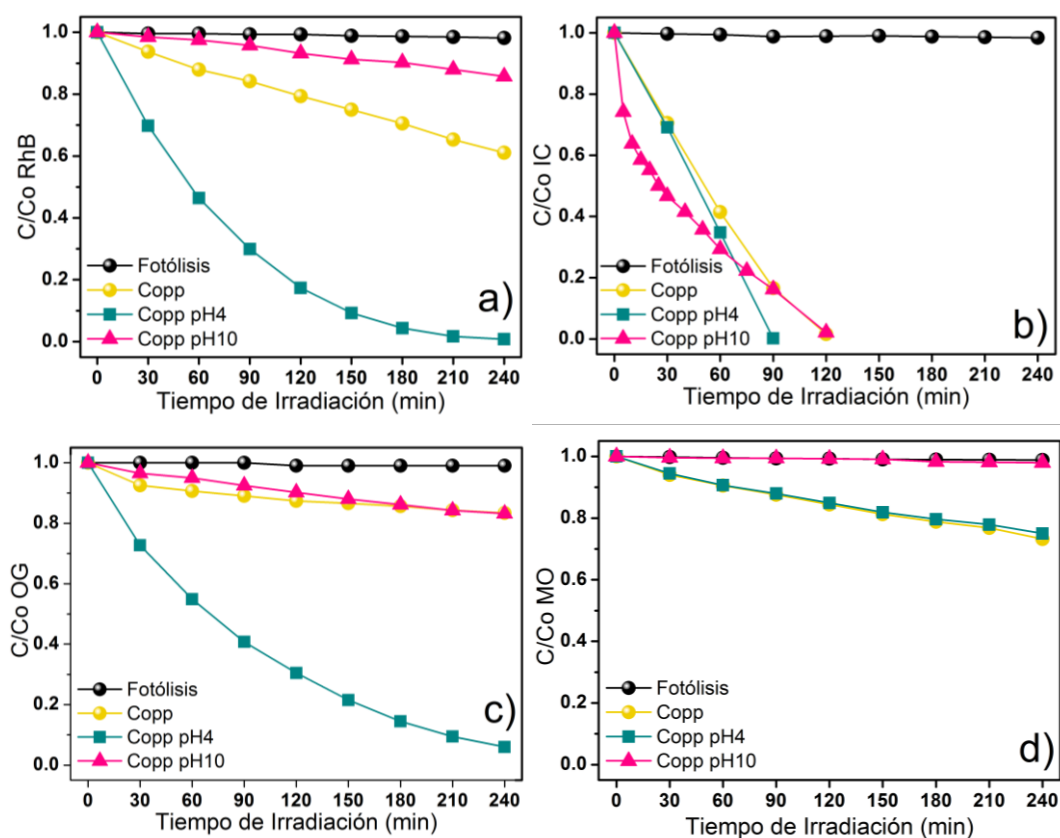 a)
C/Co RhB
1.0
0.8
0.6
0.4
0.2
0.0
Fotólisis
Copp
Copp pH4
Copp pH10
0 30 60 90 120 150 180 210 240
Tiempo de Irradiación (min)
b)
C/Co IC
1.0
0.8
0.6
0.4
0.2
0.0
Fotólisis
Copp
Copp pH4
Copp pH10
0 30 60 90 120 150 180 210 240
Tiempo de Irradiación (min)
c)
C/Co OG
1.0
0.8
0.6
0.4
0.2
0.0
Fotólisis
Copp
Copp pH4
Copp pH10
0 30 60 90 120 150 180 210 240
Tiempo de Irradiación (min)
d)
C/Co MO
1.0
0.8
0.6
0.4
0.2
0.0
Fotólisis
Copp
Copp pH4
Copp pH10
0 30 60 90 120 150 180 210 240
Tiempo de Irradiación (min)